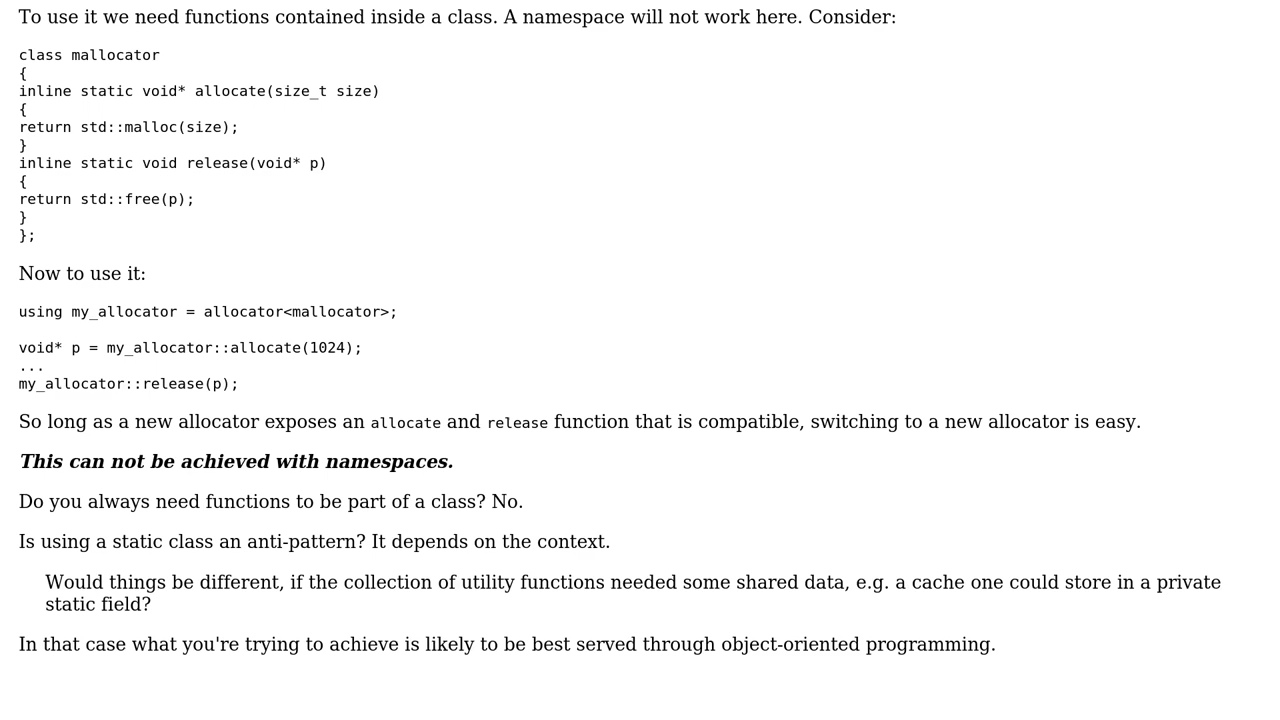 To use it we need functions contained inside a class. A namespace will not work here. Consider:
class mallocator
{
inline static void* allocate(size_t size)
{
return std::malloc(size);
}
inline static void release(void* p)
{
return std::free(p);
}
};
Now to use it:
using my_allocator = allocator<mallocator>;
void* p = my_allocator::allocate(1024);
...
my_allocator::release(p);
So long as a new allocator exposes an allocate and release function that is compatible, switching to a new allocator is easy.
This can not be achieved with namespaces.
Do you always need functions to be part of a class? No.
Is using a static class an anti-pattern? It depends on the context.
Would things be different, if the collection of utility functions needed some shared data, e.g. a cache one could store in a private
static field?
In that case what you're trying to achieve is likely to be best served through object-oriented programming.